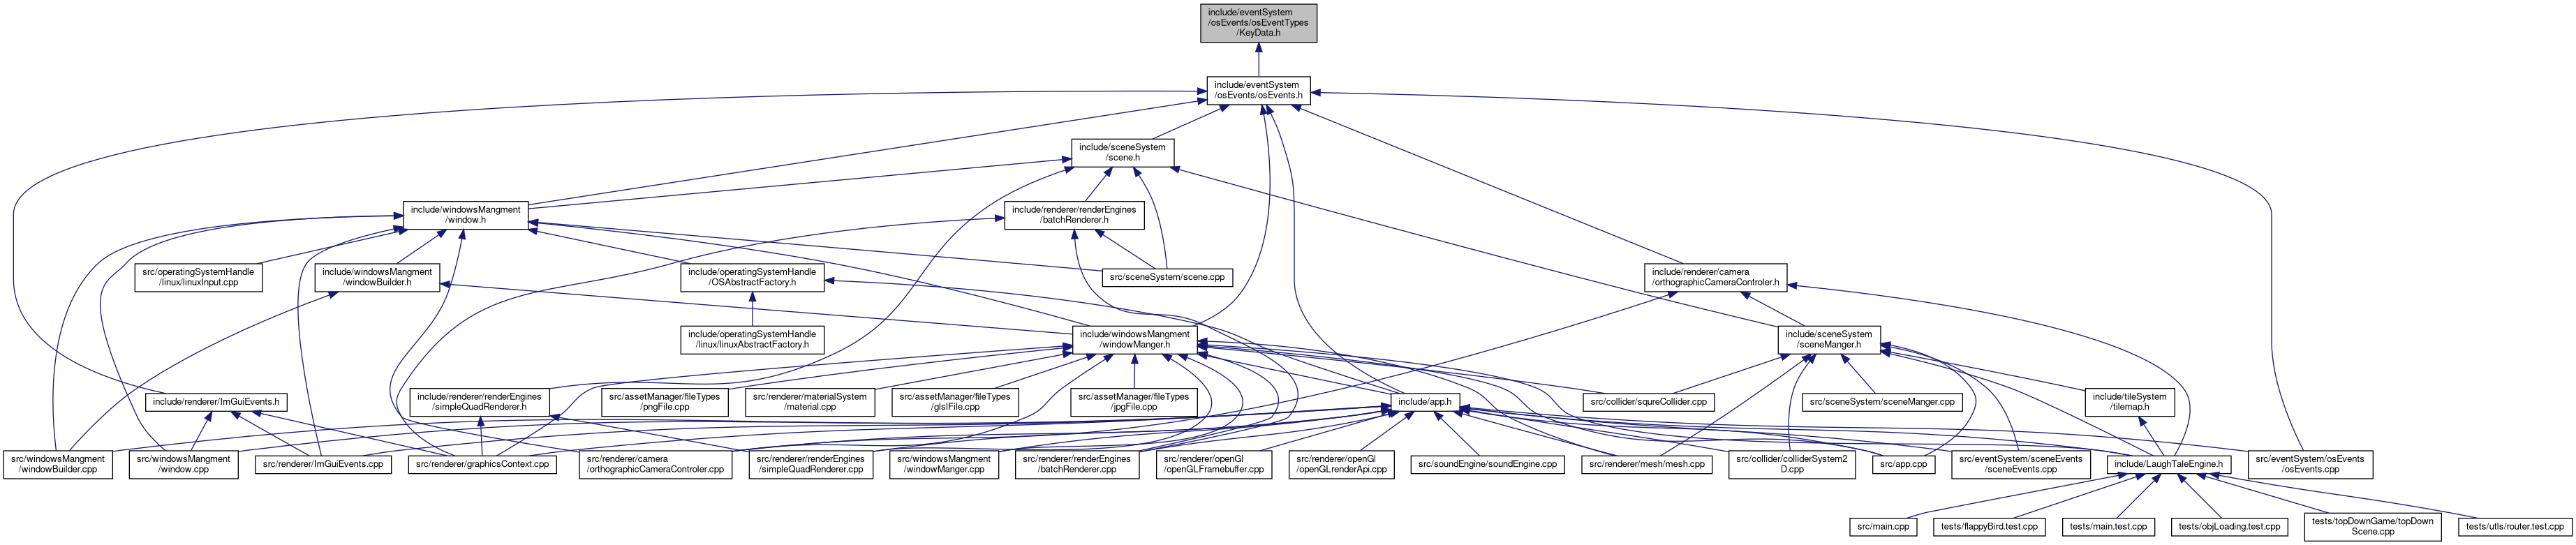 include/eventSystem
/osEvents/osEventTypes
/KeyData.h
include/eventSystem
/osEvents/osEvents.h
include/sceneSystem
/scene.h
include/windowsMangment
/window.h
include/renderer/renderEngines
/batchRenderer.h
src/operatingSystemHandle
/linux/linuxInput.cpp
include/windowsMangment
/windowBuilder.h
include/operatingSystemHandle
/OSAbstractFactory.h
src/sceneSystem/scene.cpp
include/renderer/camera
/orthographicCameraControler.h
include/operatingSystemHandle
/linux/linuxAbstractFactory.h
include/windowsMangment
/windowManger.h
include/sceneSystem
/sceneManger.h
include/renderer/ImGuiEvents.h
include/renderer/renderEngines
/simpleQuadRenderer.h
src/assetManager/fileTypes
/pngFile.cpp
src/renderer/materialSystem
/material.cpp
src/assetManager/fileTypes
/glslFile.cpp
src/assetManager/fileTypes
/jpgFile.cpp
include/app.h
src/collider/squreCollider.cpp
src/sceneSystem/sceneManger.cpp
include/tileSystem
/tilemap.h
src/windowsMangment
/windowBuilder.cpp
src/windowsMangment
/window.cpp
src/renderer/ImGuiEvents.cpp
src/renderer/graphicsContext.cpp
src/renderer/camera
/orthographicCameraControler.cpp
src/renderer/renderEngines
/simpleQuadRenderer.cpp
src/windowsMangment
/windowManger.cpp
src/renderer/renderEngines
/batchRenderer.cpp
src/renderer/openGl
/openGLFramebuffer.cpp
src/renderer/openGl
/openGLrenderApi.cpp
src/soundEngine/soundEngine.cpp
src/renderer/mesh/mesh.cpp
src/collider/colliderSystem2
D.cpp
src/app.cpp
src/eventSystem/sceneEvents
/sceneEvents.cpp
include/LaughTaleEngine.h
src/eventSystem/osEvents
/osEvents.cpp
src/main.cpp
tests/flappyBird.test.cpp
tests/main.test.cpp
tests/objLoading.test.cpp
tests/topDownGame/topDown
Scene.cpp
tests/utls/router.test.cpp